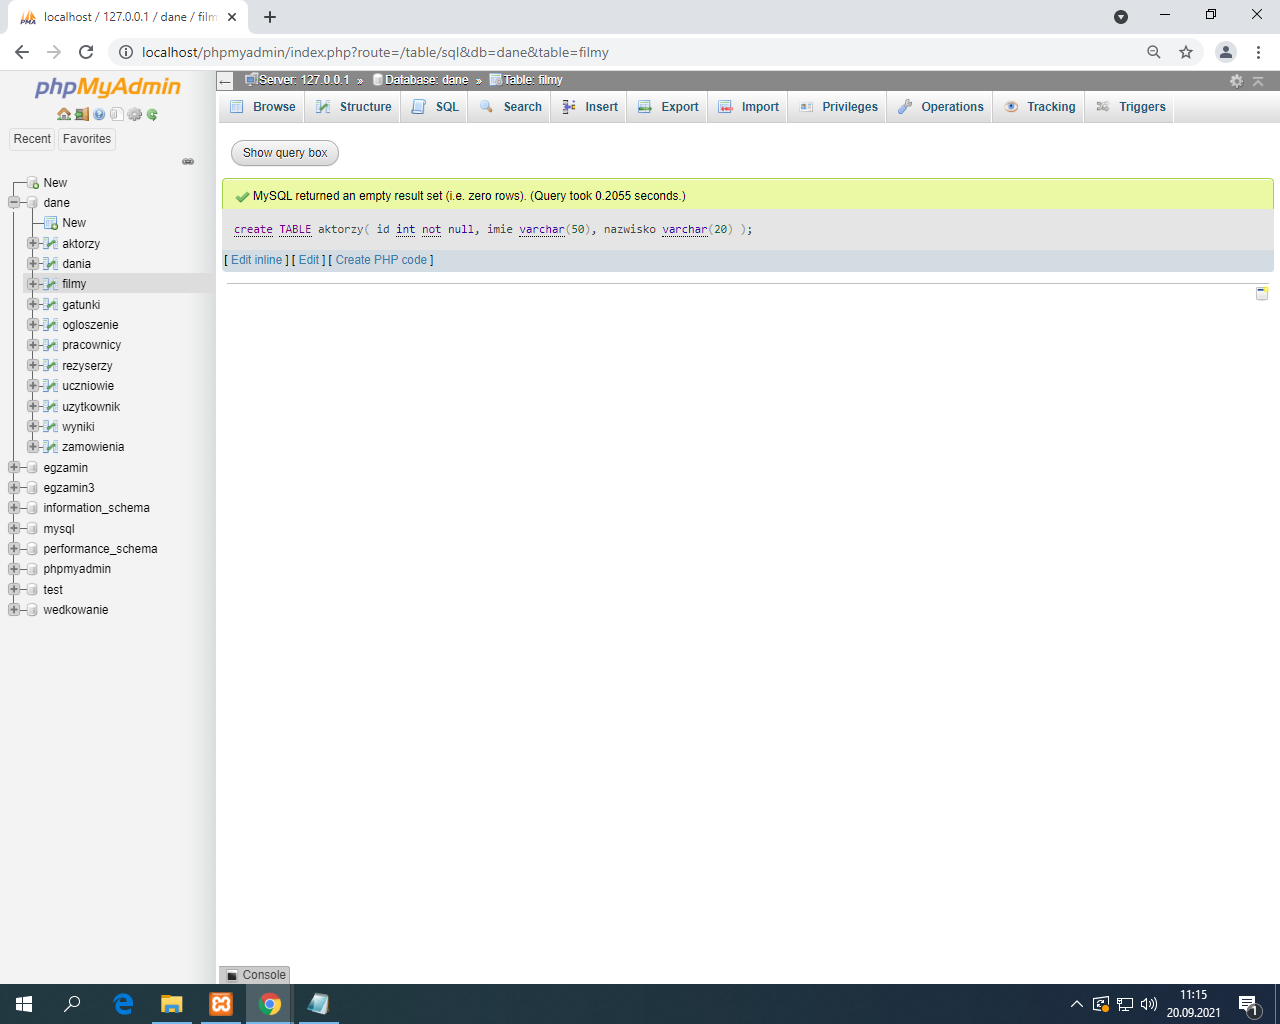 localhost / 127.0.0.1 / dane / film
localhost/phpmyadmin/index.php?route=/table/sql&db=dane&table=filmy
phpMyAdmin
Recent Favorites
New
dane
New
aktorzy
dania
filmy
gatunki
ogloszenie
pracownicy
rezyserzy
uczniowie
uzytkownik
wyniki
zamowienia
egzamin
egzamin3
information_schema
mysql
performance_schema
phpmyadmin
test
wedkowanie
Server: 127.0.0.1 » Database: dane » Table: filmy
Browse Structure SQL Search Insert Export Import Privileges Operations Tracking Triggers
Show query box
MySQL returned an empty result set (i.e. zero rows). (Query took 0.2055 seconds.)
create TABLE aktorzy( id int not null, imie varchar(50), nazwisko varchar(20) );
[ Edit inline ] [ Edit ] [ Create PHP code ]
Console
11:15
20.09.2021
1